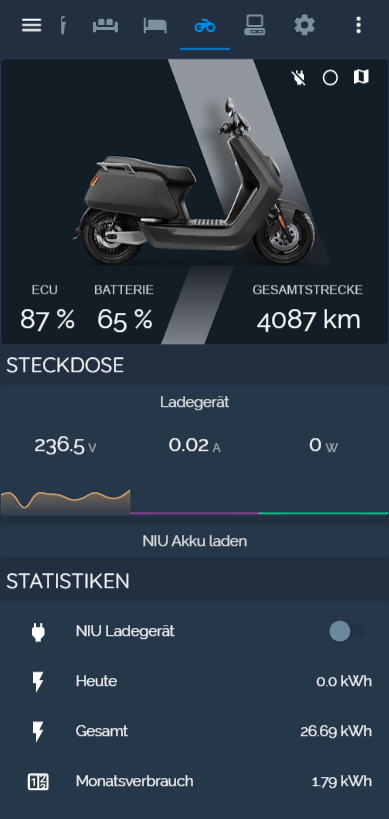 ECU BATTERIE GESAMTSTRECKE
87 % 65 % 4087 km
STECKDOSE
Ladegerät
236.5 V 0.02 A 0 W
NIU Akku laden
STATISTIKEN
NIU Ladegerät
Heute 0.0 kWh
Gesamt 26.69 kWh
Monatsverbrauch 1.79 kWh